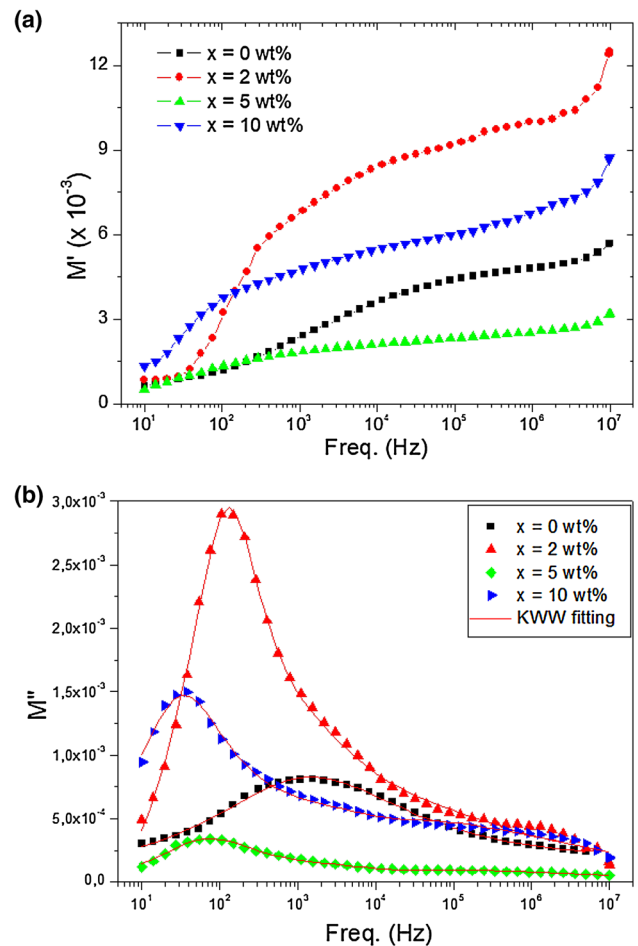 (a)
x = 0 wt%
x = 2 wt%
x = 5 wt%
x = 10 wt%
12
9
6
3
0
M' (x 10⁻³)
10¹ 10² 10³ 10⁴ 10⁵ 10⁶ 10⁷
Freq. (Hz)
(b)
3,0x10⁻³
2,5x10⁻³
2,0x10⁻³
1,5x10⁻³
1,0x10⁻³
5,0x10⁻⁴
0,0
M"
x = 0 wt%
x = 2 wt%
x = 5 wt%
x = 10 wt%
KWW fitting
10¹ 10² 10³ 10⁴ 10⁵ 10⁶ 10⁷
Freq. (Hz)